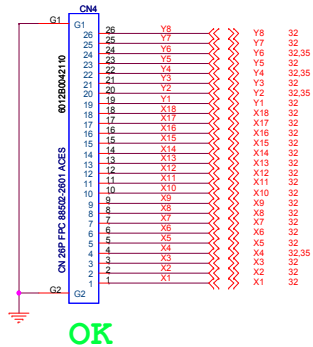 CN4
G1 G1
26 26 Y8 Y8 32
25 25 Y7 Y7 32
24 24 Y6 Y6 32,35
23 23 Y5 Y5 32
22 22 Y4 Y4 32,35
21 21 Y3 Y3 32
20 20 Y2 Y2 32,35
19 19 Y1 Y1 32
18 18 X18 X18 32
17 17 X17 X17 32
16 16 X16 X16 32
15 15 X15 X15 32
14 14 X14 X14 32
13 13 X13 X13 32
12 12 X12 X12 32
11 11 X11 X11 32
10 10 X10 X10 32
9 9 X9 X9 32
8 8 X8 X8 32
7 7 X7 X7 32
6 6 X6 X6 32
5 5 X5 X5 32
4 4 X4 X4 32,35
3 3 X3 X3 32
2 2 X2 X2 32
1 1 X1 X1 32
G2 G2
6012B0042110
CN 26P FPC 88502-2601 ACES
OK